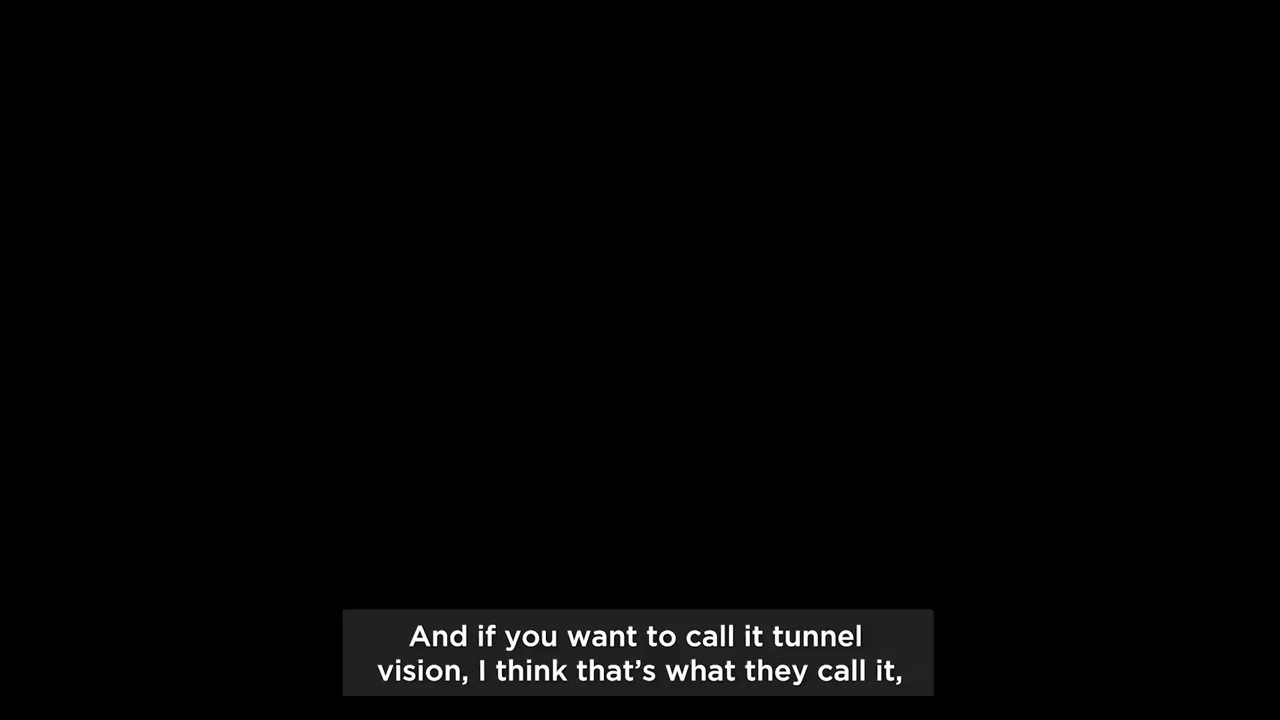 And if you want to call it tunnel
vision, I think that’s what they call it,